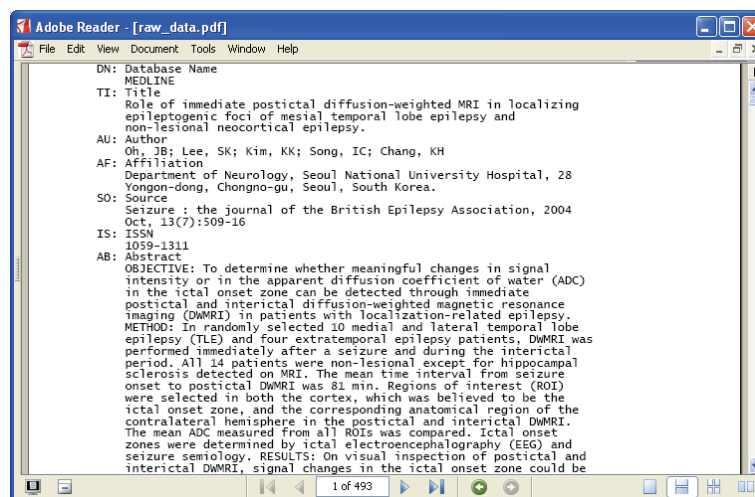 Adobe Reader - [raw_data.pdf]
File Edit View Document Tools Window Help
DN: Database Name
MEDLINE
TI: Title
Role of immediate postictal diffusion-weighted MRI in localizing
epileptogenic foci of mesial temporal lobe epilepsy and
non-lesional neocortical epilepsy.
AU: Author
Oh, JB; Lee, SK; Kim, KK; Song, IC; Chang, KH
AF: Affiliation
Department of Neurology, Seoul National University Hospital, 28
Yongon-dong, Chongno-gu, Seoul, South Korea.
SO: Source
Seizure : the journal of the British Epilepsy Association, 2004
Oct, 13(7):509-16
IS: ISSN
1059-1311
AB: Abstract
OBJECTIVE: To determine whether meaningful changes in signal
intensity or in the apparent diffusion coefficient of water (ADC)
in the ictal onset zone can be detected through immediate
postictal and interictal diffusion-weighted magnetic resonance
imaging (DWMRI) in patients with localization-related epilepsy.
METHOD: In randomly selected 10 medial and lateral temporal lobe
epilepsy (TLE) and four extratemporal epilepsy patients, DWMRI was
performed immediately after a seizure and during the interictal
period. All 14 patients were non-lesional except for hippocampal
sclerosis detected on MRI. The mean time interval from seizure
onset to postictal DWMRI was 81 min. Regions of interest (ROI)
were selected in both the cortex, which was believed to be the
ictal onset zone, and the corresponding anatomical region of the
contralateral hemisphere in the postictal and interictal DWMRI.
The mean ADC measured from all ROIs was compared. Ictal onset
zones were determined by ictal electroencephalography (EEG) and
seizure semiology. RESULTS: On visual inspection of postictal and
interictal DWMRI, signal changes in the ictal onset zone could be
1 of 493